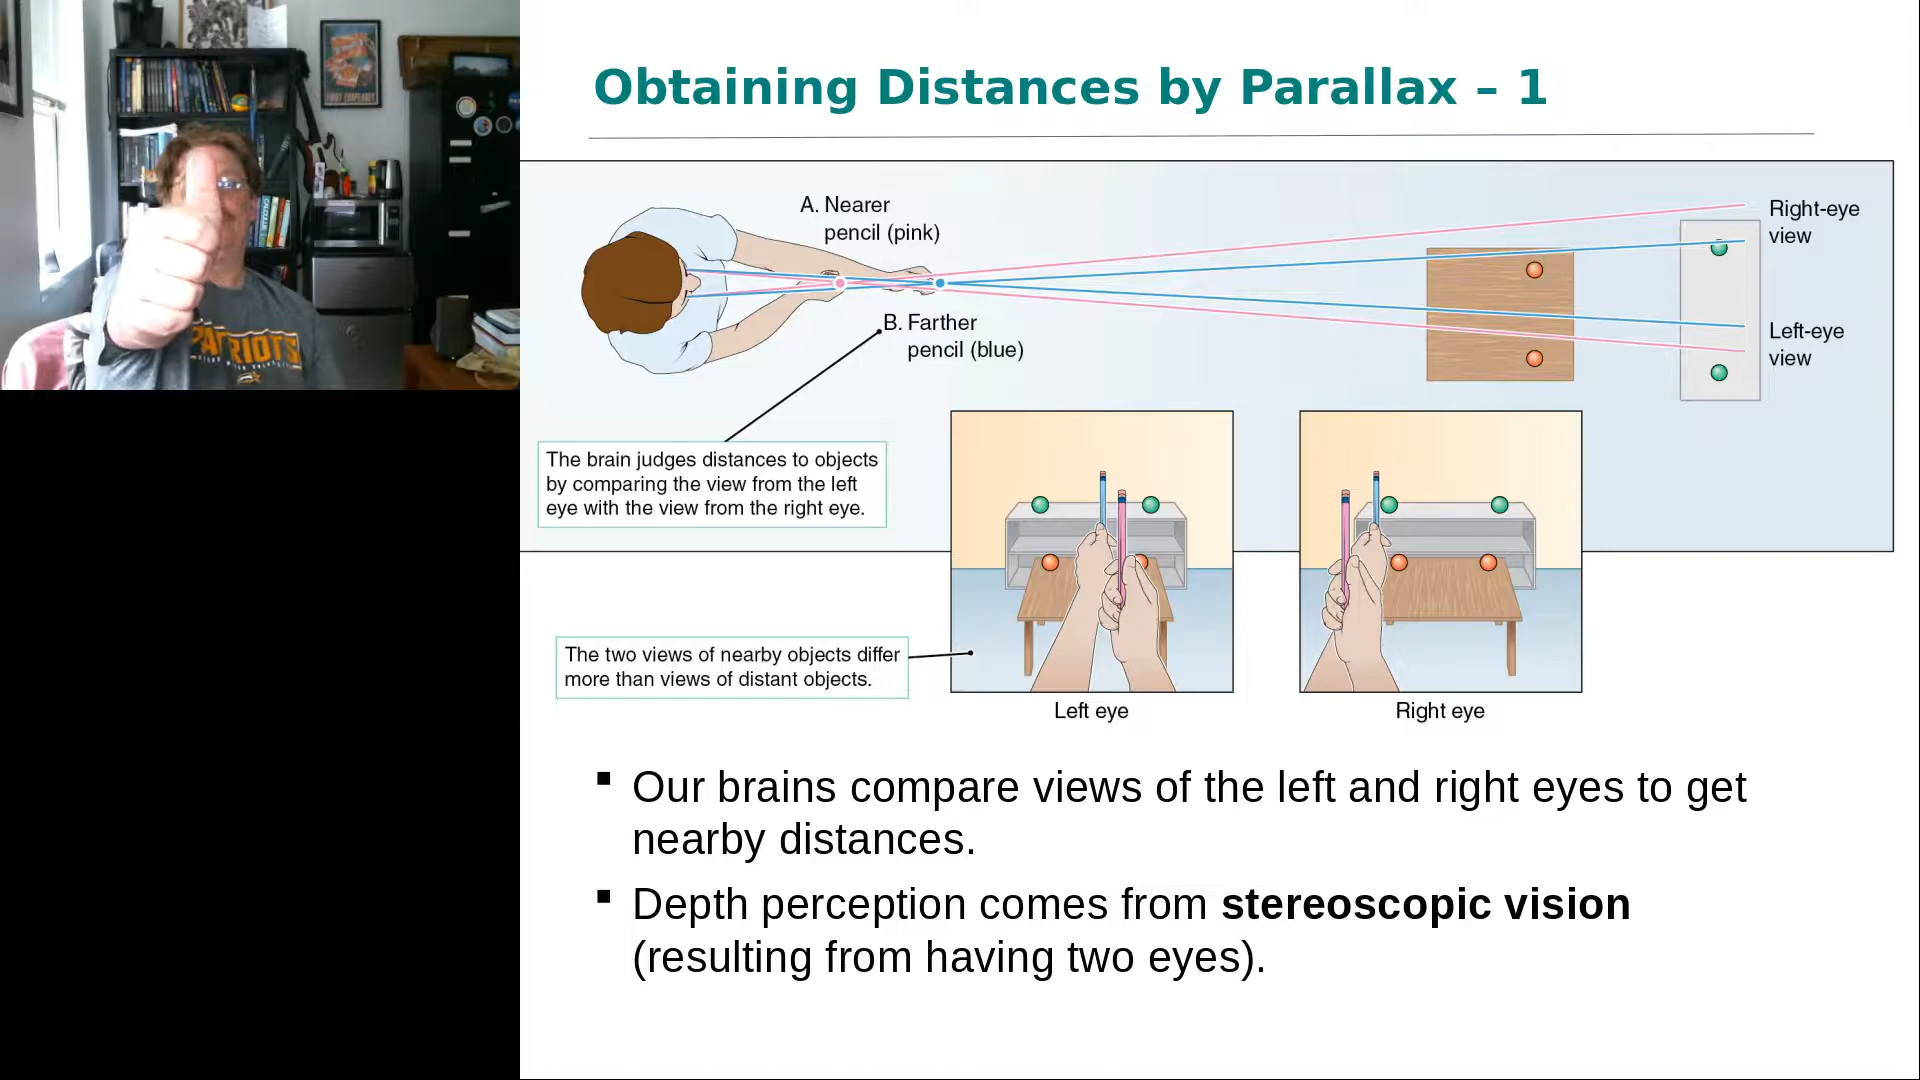 Obtaining Distances by Parallax – 1
A. Nearer
pencil (pink)
Right-eye
view
B. Farther
pencil (blue)
Left-eye
view
The brain judges distances to objects
by comparing the view from the left
eye with the view from the right eye.
The two views of nearby objects differ
more than views of distant objects.
Left eye
Right eye
▪ Our brains compare views of the left and right eyes to get
nearby distances.
▪ Depth perception comes from stereoscopic vision
(resulting from having two eyes).
PATRIOTS
CALCULUS